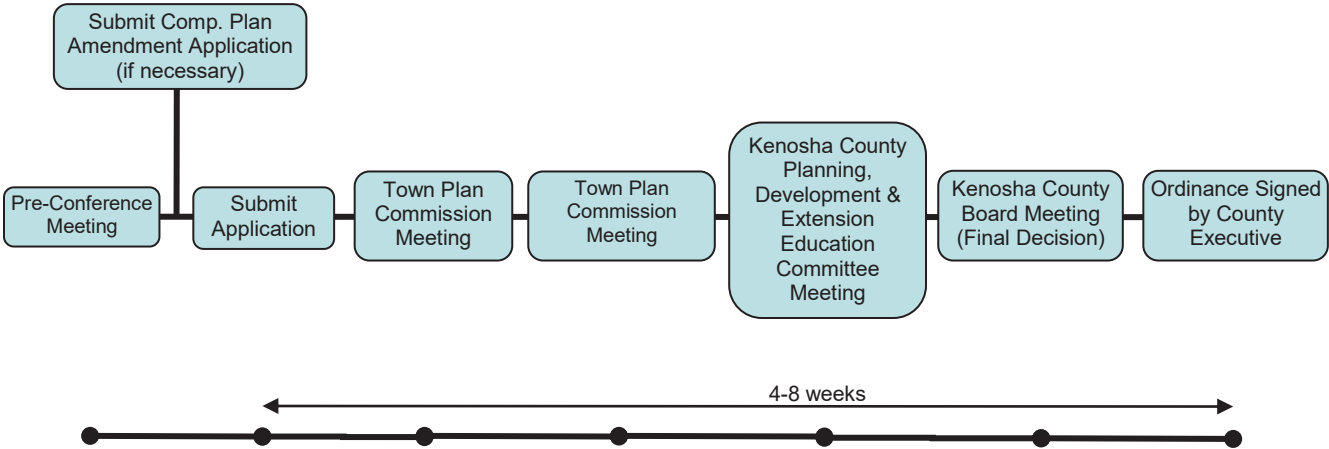 Submit Comp. Plan
Amendment Application
(if necessary)
Pre-Conference
Meeting
Submit
Application
Town Plan
Commission
Meeting
Town Plan
Commission
Meeting
Kenosha County
Planning,
Development &
Extension
Education
Committee
Meeting
Kenosha County
Board Meeting
(Final Decision)
Ordinance Signed
by County
Executive
4-8 weeks